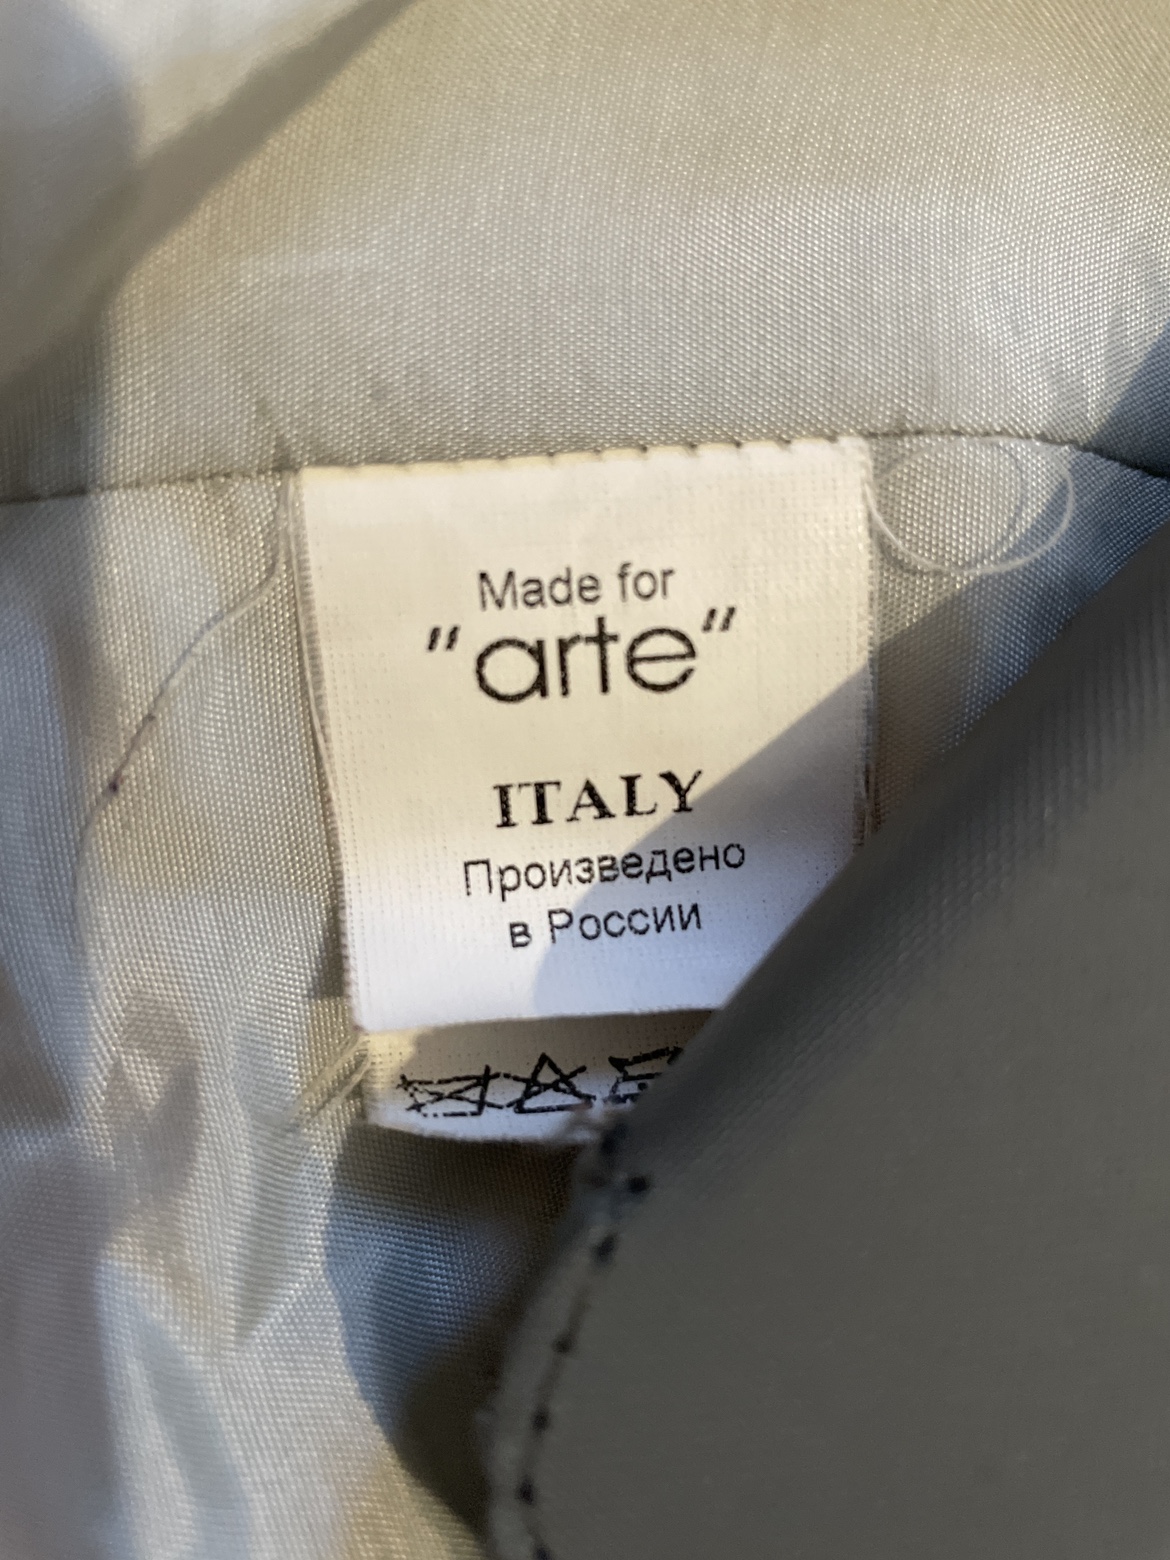 Made for
"arte"
ITALY
Произведено
в России